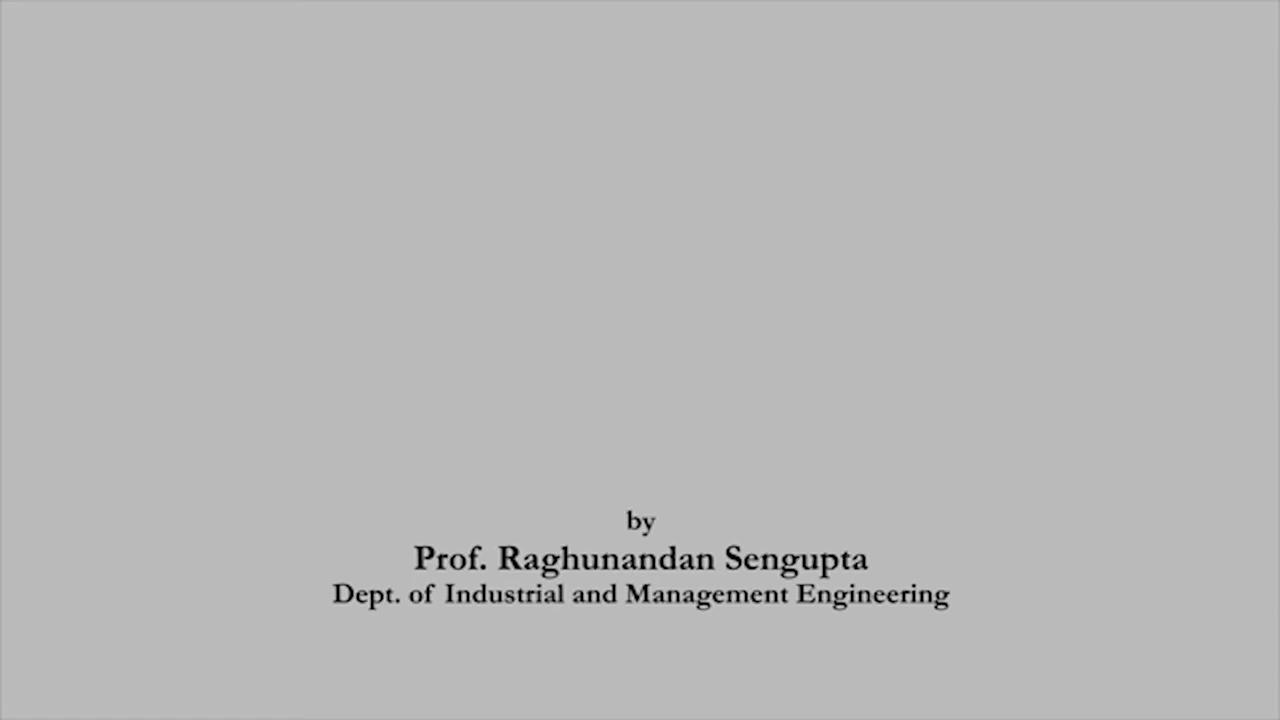 by
Prof. Raghunandan Sengupta
Dept. of Industrial and Management Engineering